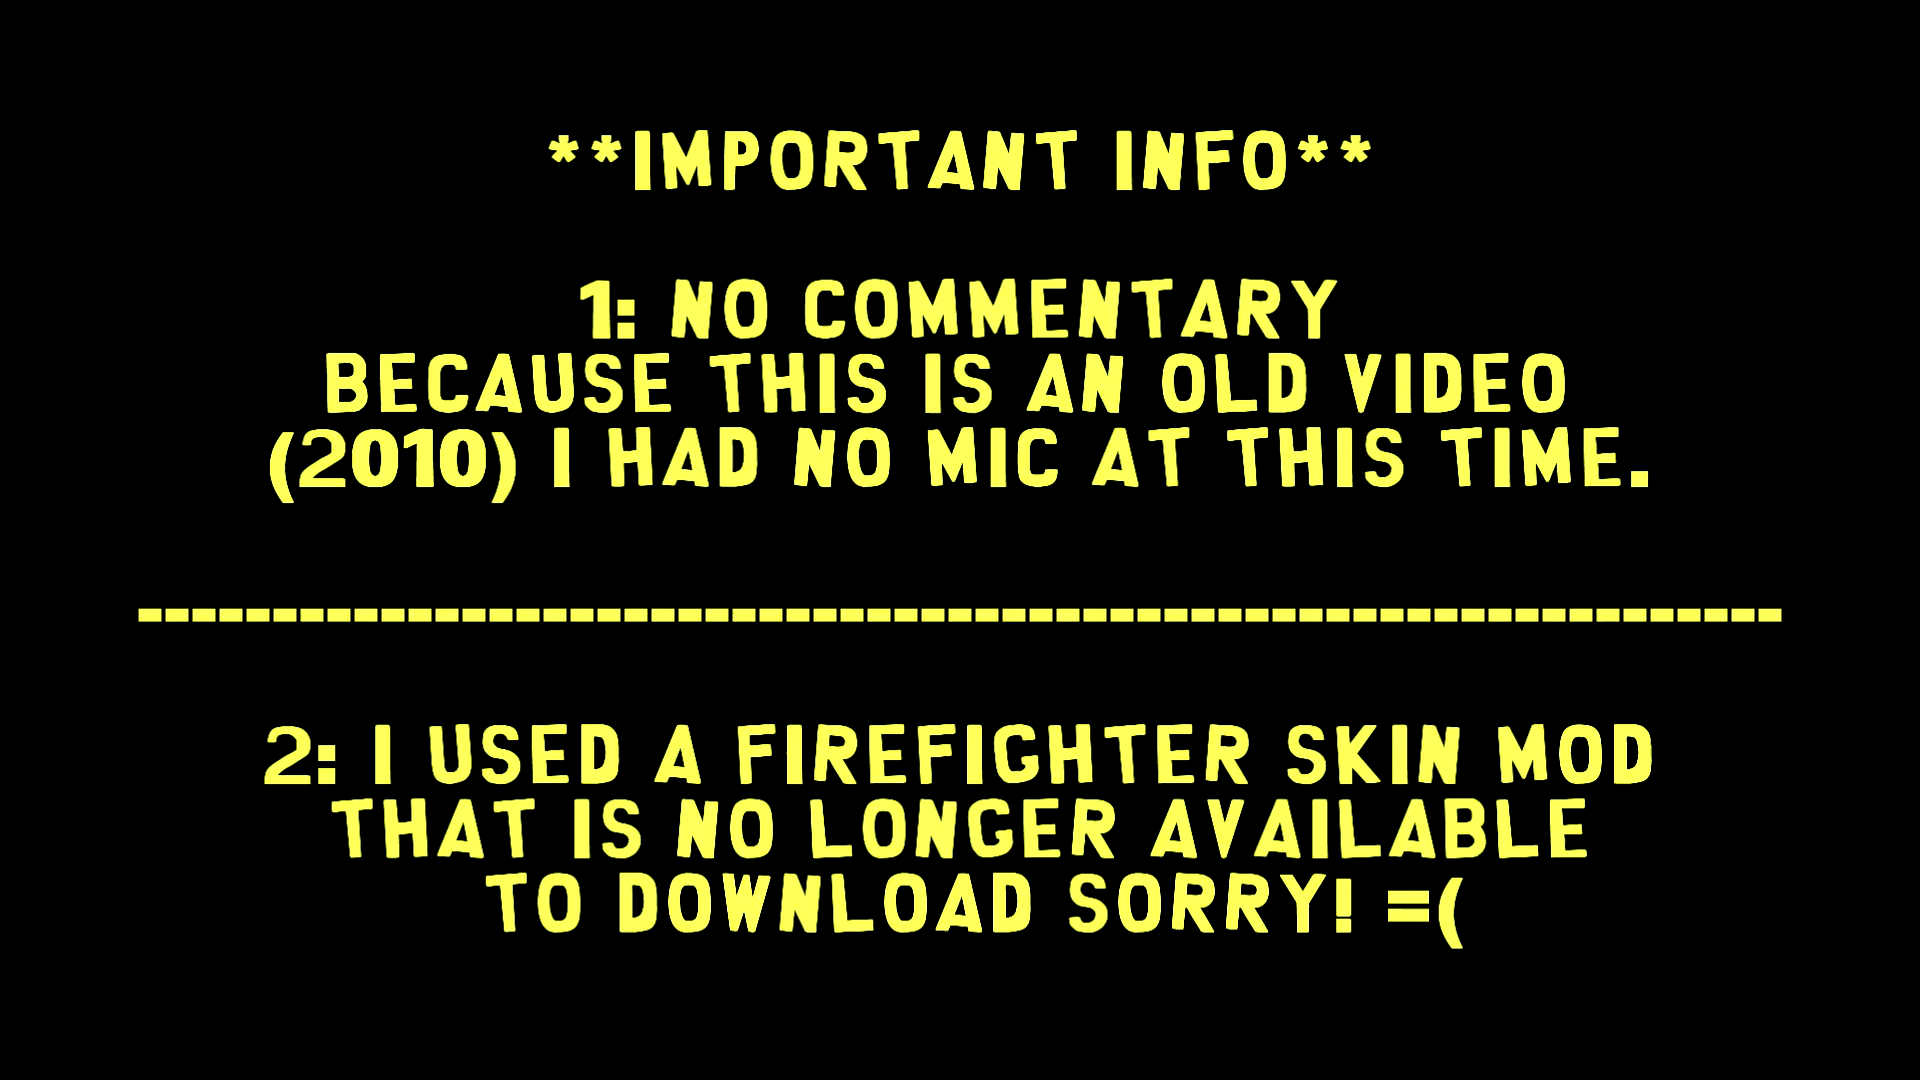 **IMPORTANT INFO**
1: NO COMMENTARY
BECAUSE THIS IS AN OLD VIDEO
(2010) I HAD NO MIC AT THIS TIME.
-------------------------------------------------------------
2: I USED A FIREFIGHTER SKIN MOD
THAT IS NO LONGER AVAILABLE
TO DOWNLOAD SORRY! =(